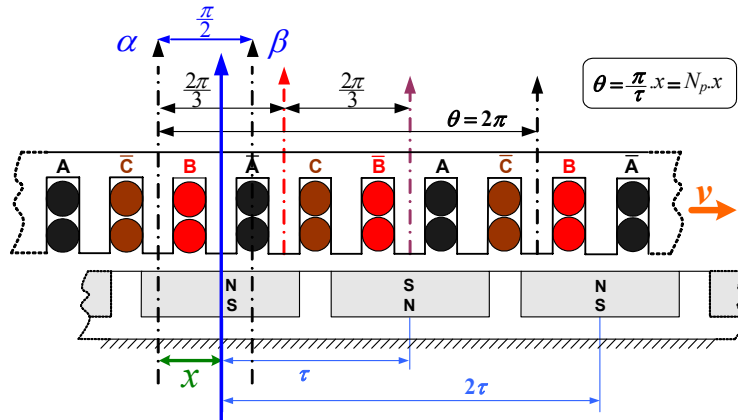 π/2
α β
2π/3 2π/3
θ = 2π
θ = π/τ .x = N_p.x
A C̅ B A̅ C B̅ A C̅ B A̅
v
N S N
S N S
x τ
2τ